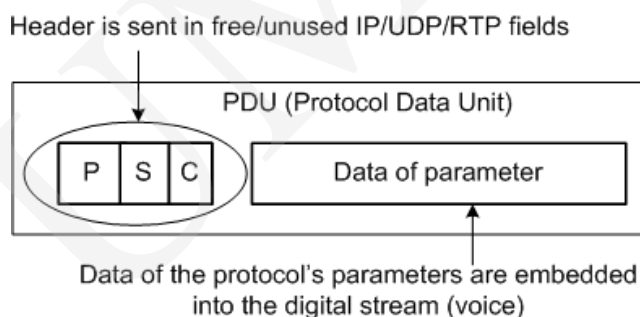 Header is sent in free/unused IP/UDP/RTP fields
PDU (Protocol Data Unit)
P S C Data of parameter
Data of the protocol's parameters are embedded
into the digital stream (voice)